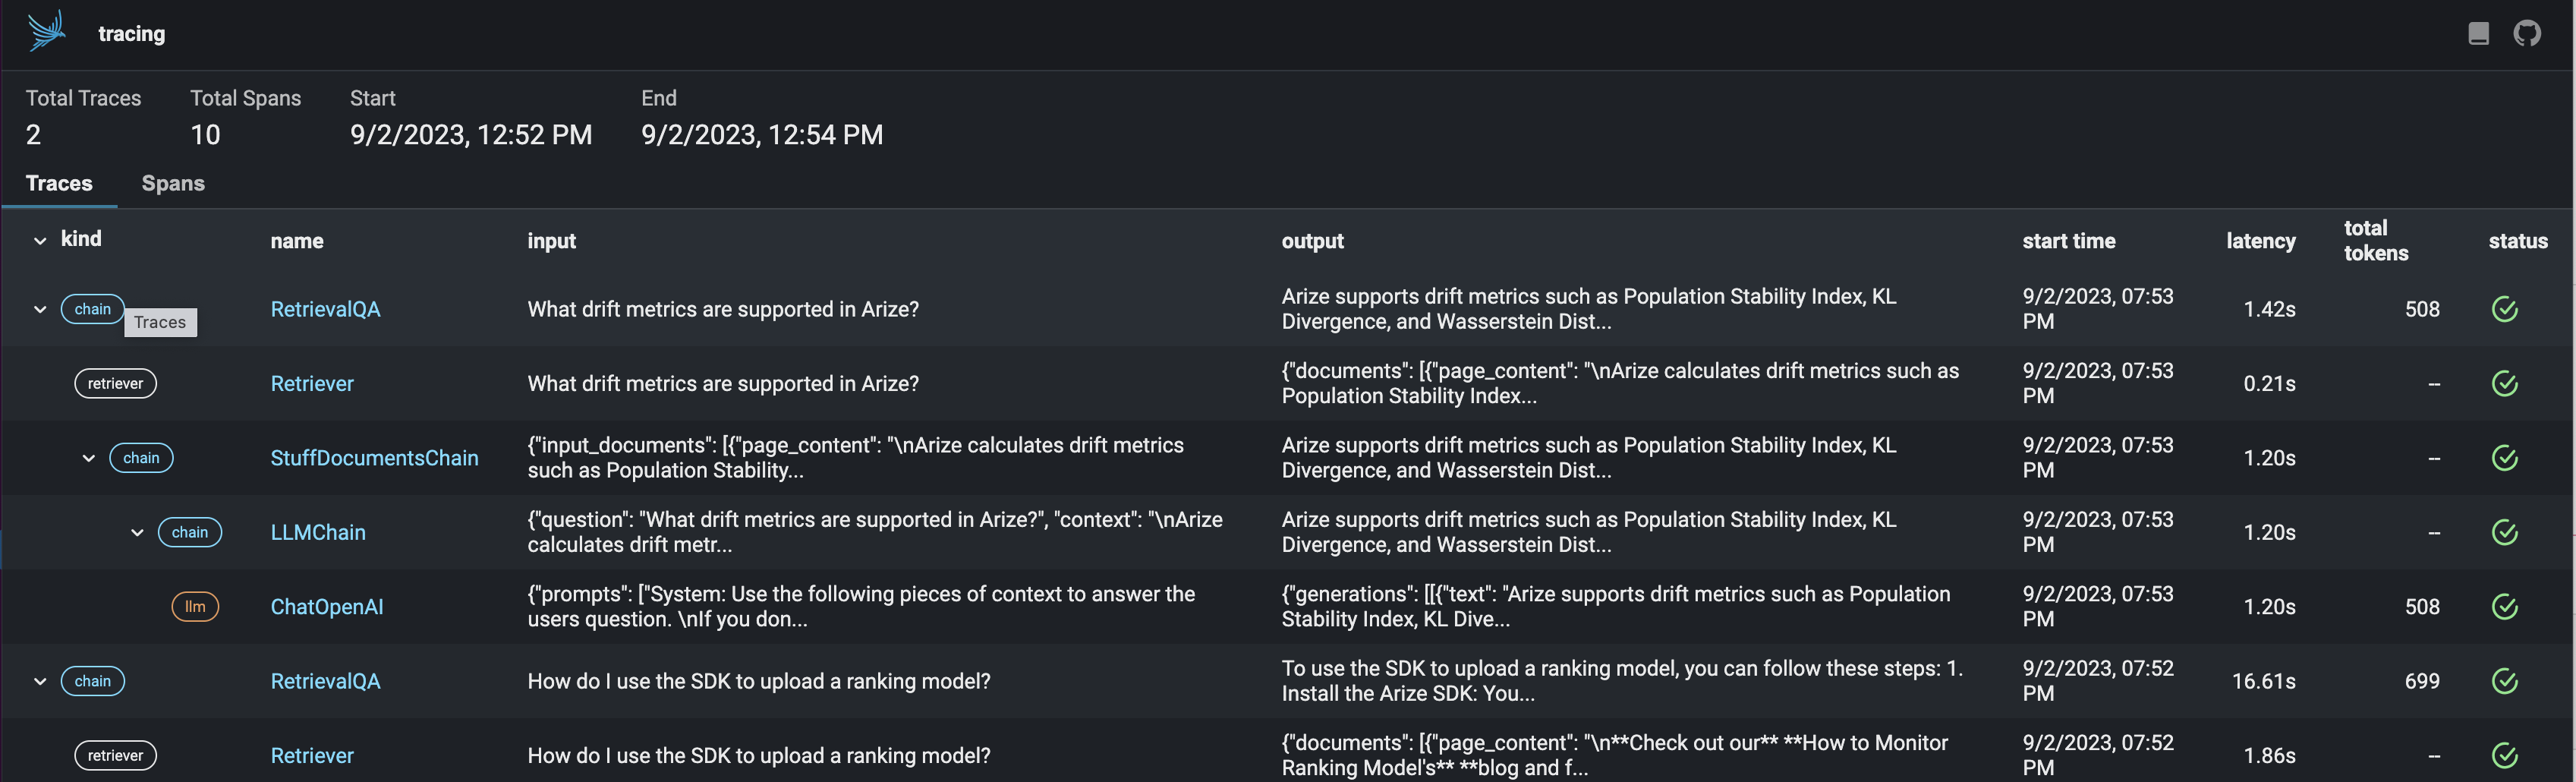 tracing
Total Traces
Total Spans
Start
End
2
10
9/2/2023, 12:52 PM
9/2/2023, 12:54 PM
Traces
Spans
kind
name
input
output
start time
latency
total
tokens
status
chain
Traces
RetrievalQA
What drift metrics are supported in Arize?
Arize supports drift metrics such as Population Stability Index, KL
Divergence, and Wasserstein Dist...
9/2/2023, 07:53
PM
1.42s
508
retriever
Retriever
What drift metrics are supported in Arize?
{"documents": [{"page_content": "\nArize calculates drift metrics such as
Population Stability Index...
9/2/2023, 07:53
PM
0.21s
--
chain
StuffDocumentsChain
{"input_documents": [{"page_content": "\nArize calculates drift metrics
such as Population Stability...
Arize supports drift metrics such as Population Stability Index, KL
Divergence, and Wasserstein Dist...
9/2/2023, 07:53
PM
1.20s
--
chain
LLMChain
{"question": "What drift metrics are supported in Arize?", "context": "\nArize
calculates drift metr...
Arize supports drift metrics such as Population Stability Index, KL
Divergence, and Wasserstein Dist...
9/2/2023, 07:53
PM
1.20s
--
llm
ChatOpenAI
{"prompts": ["System: Use the following pieces of context to answer the
users question. \nIf you don...
{"generations": [[{"text": "Arize supports drift metrics such as Population
Stability Index, KL Dive...
9/2/2023, 07:53
PM
1.20s
508
chain
RetrievalQA
How do I use the SDK to upload a ranking model?
To use the SDK to upload a ranking model, you can follow these steps: 1.
Install the Arize SDK: You...
9/2/2023, 07:52
PM
16.61s
699
retriever
Retriever
How do I use the SDK to upload a ranking model?
{"documents": [{"page_content": "\n**Check out our** **How to Monitor
Ranking Model's** **blog and f...
9/2/2023, 07:52
PM
1.86s
--